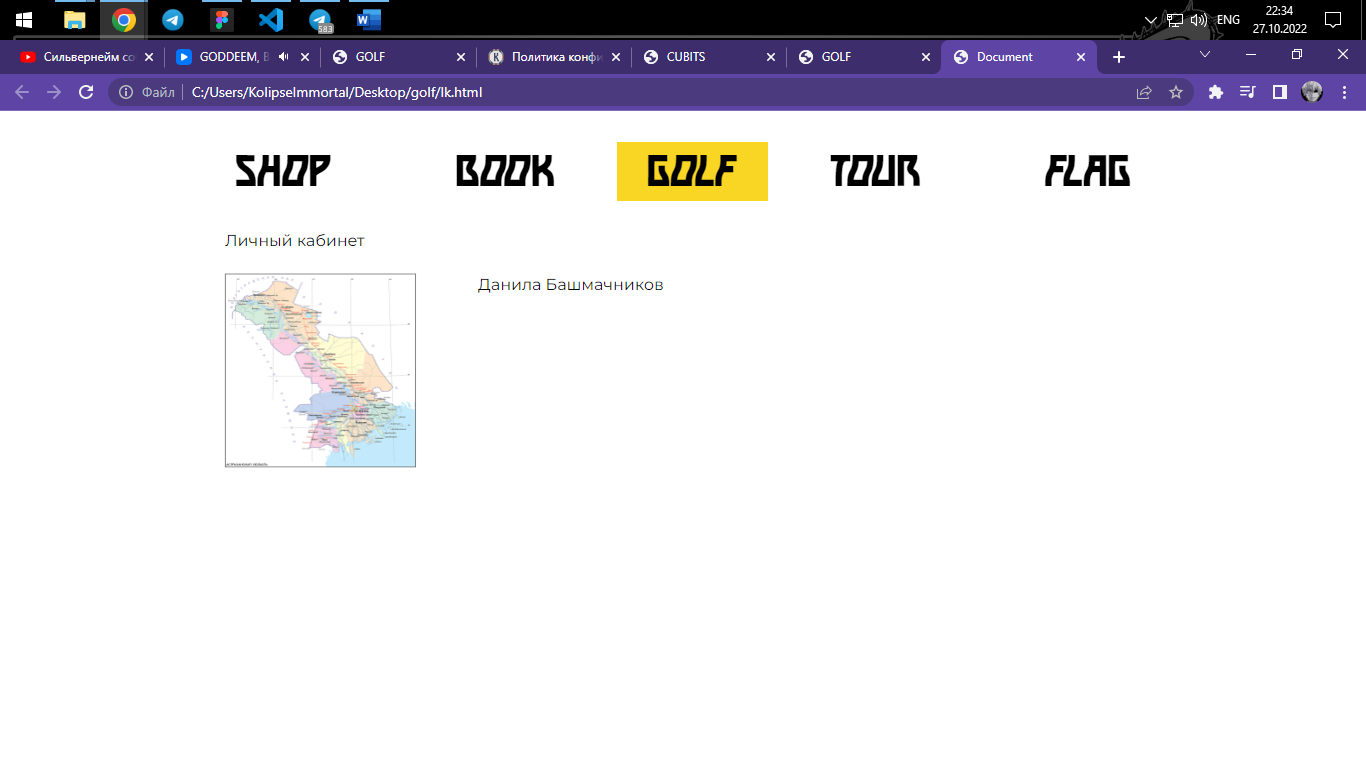 583
ENG
22:34
27.10.2022
Сильвернейм со
GODDEEM, B
GOLF
Политика конфи
CUBITS
GOLF
Document
Файл
C:/Users/KolipseImmortal/Desktop/golf/lk.html
SHOP
BOOK
GOLF
TOUR
FLAG
Личный кабинет
Данила Башмачников